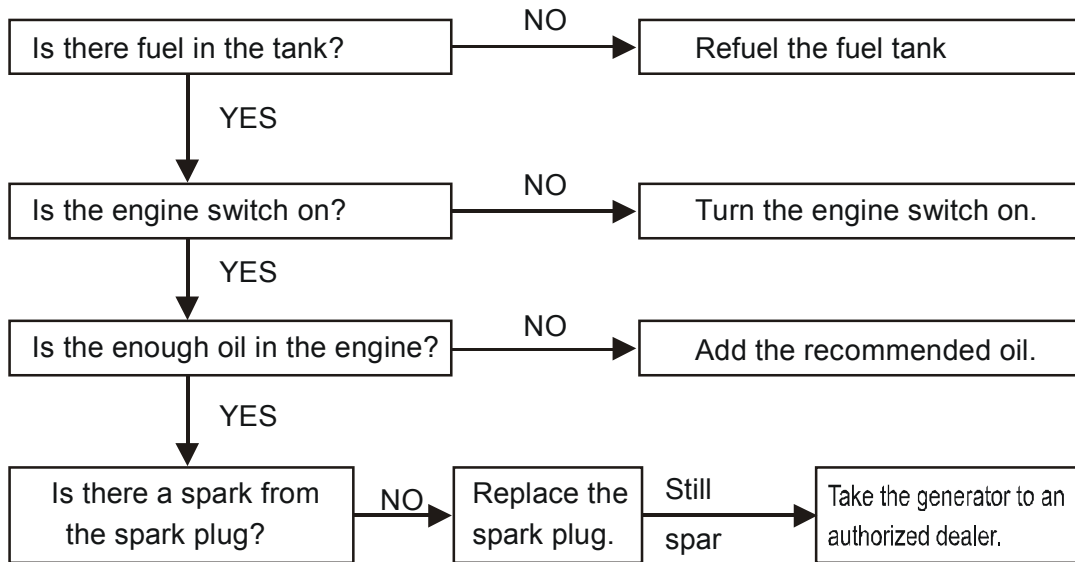 Is there fuel in the tank?
NO
Refuel the fuel tank
YES
Is the engine switch on?
NO
Turn the engine switch on.
YES
Is the enough oil in the engine?
NO
Add the recommended oil.
YES
Is there a spark from
the spark plug?
NO
Replace the
spark plug.
Still
spar
Take the generator to an
authorized dealer.